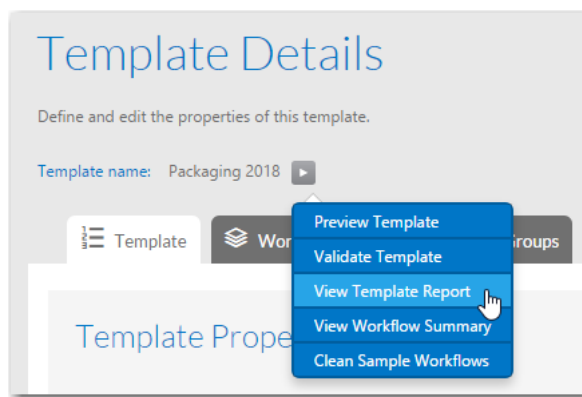 Template Details
Define and edit the properties of this template.
Template name: Packaging 2018
Preview Template
Template Wor roups
Validate Template
View Template Report
View Workflow Summary
Template Prope
Clean Sample Workflows